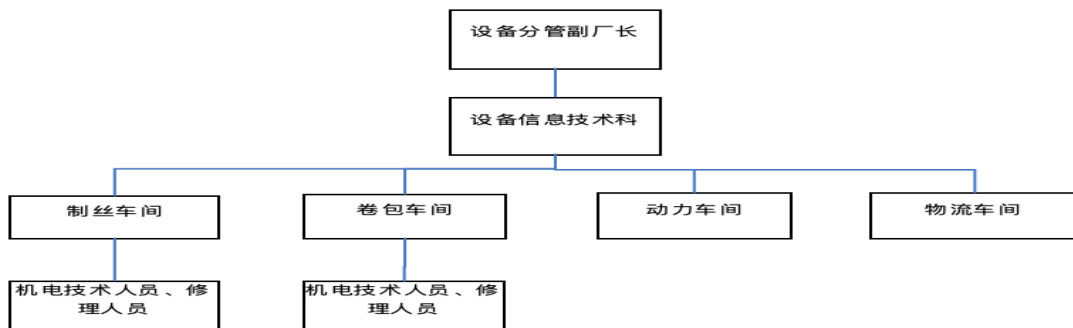 设备分管副厂长
设备信息技术科
制丝车间
卷包车间
动力车间
物流车间
机电技术人员、修
理人员
机电技术人员、修
理人员